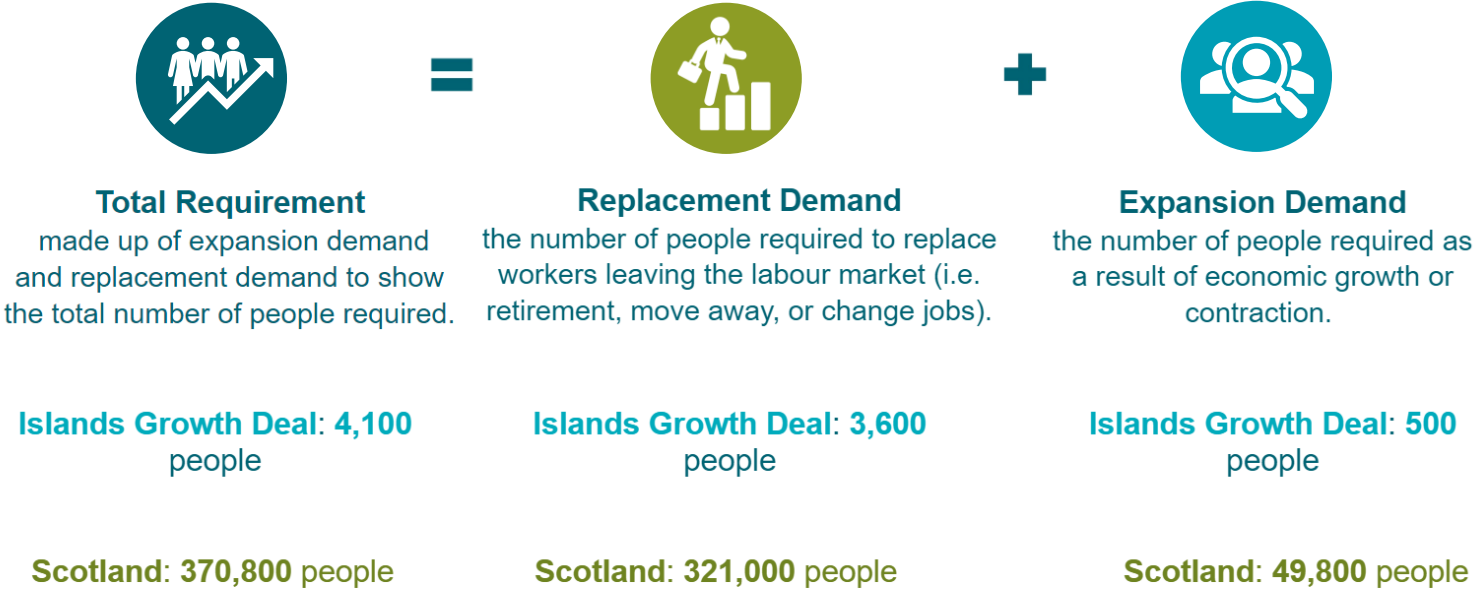 =
+
Total Requirement
made up of expansion demand
and replacement demand to show
the total number of people required.
Replacement Demand
the number of people required to replace
workers leaving the labour market (i.e.
retirement, move away, or change jobs).
Expansion Demand
the number of people required as
a result of economic growth or
contraction.
Islands Growth Deal: 4,100
people
Islands Growth Deal: 3,600
people
Islands Growth Deal: 500
people
Scotland: 370,800 people
Scotland: 321,000 people
Scotland: 49,800 people